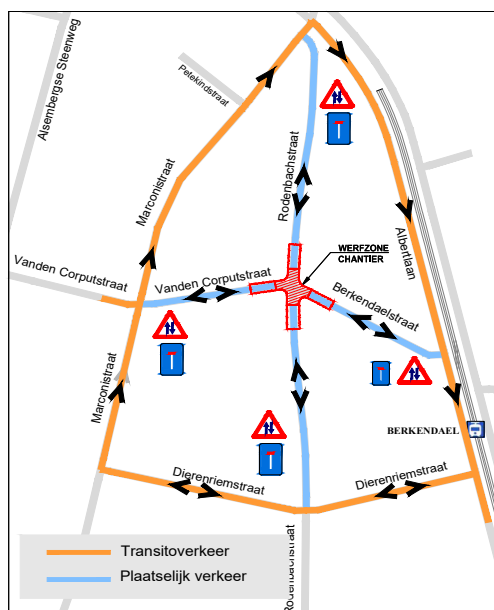 Alsembergse Steenweg
Petekindstraat
Marconistraat
Rodenbachstraat
Albertlaan
WERFZONE
CHANTIER
Vanden Corputstraat
Vanden Corputstraat
Berkendaelstraat
Marconistraat
BERKENDAEL
Dierenriemstraat
Dierenriemstraat
Rodenbachstraat
Transitoverkeer
Plaatselijk verkeer